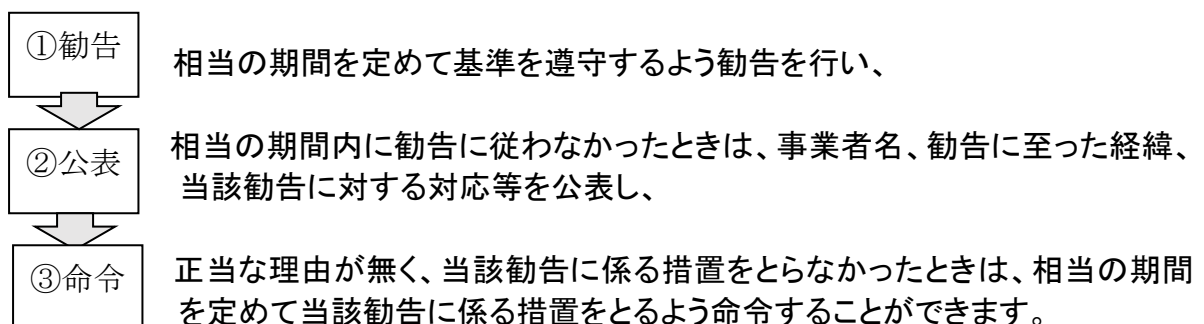 ①勧告
相当の期間を定めて基準を遵守するよう勧告を行い、
②公表
相当の期間内に勧告に従わなかったときは、事業者名、勧告に至った経緯、
当該勧告に対する対応等を公表し、
③命令
正当な理由が無く、当該勧告に係る措置をとらなかったときは、相当の期間
を定めて当該勧告に係る措置をとるよう命令することができます。